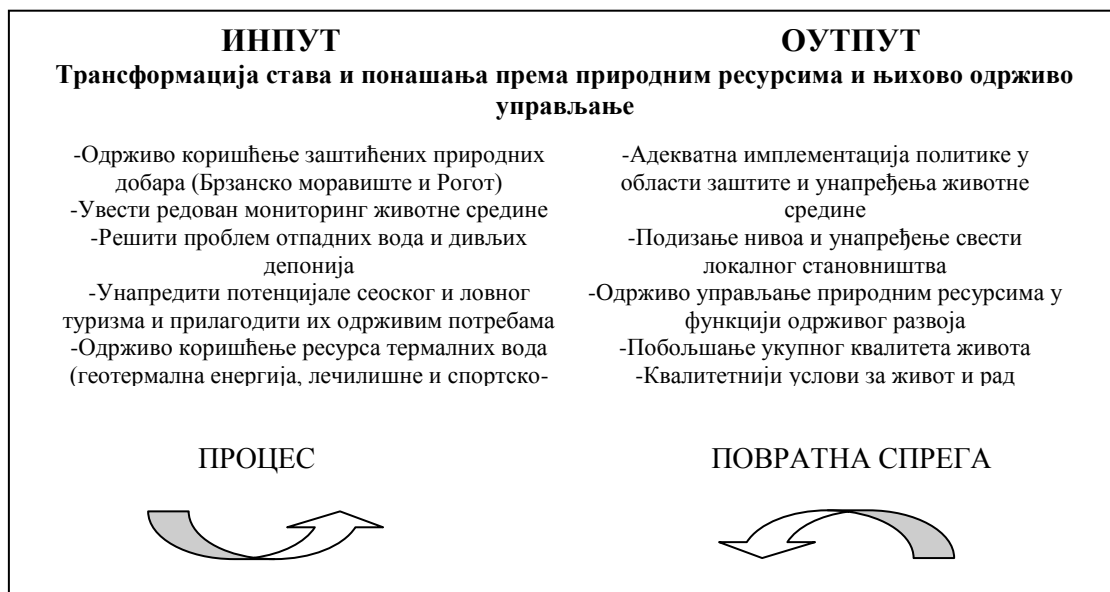 ИНПУТ
ОУТПУТ
Трансформација става и понашања према природним ресурсима и њихово одрживо
управљање
-Одрживо коришћење заштићених природних
добара (Брзанско моравиште и Рогот)
-Увести редован мониторинг животне средине
-Решити проблем отпадних вода и дивљих
депонија
-Унапредити потенцијале сеоског и ловног
туризма и прилагодити их одрживим потребама
-Одрживо коришћење ресурса термалних вода
(геотермална енергија, лечилишне и спортско-
-Адекватна имплементација политике у
области заштите и унапређења животне
средине
-Подизање нивоа и унапређење свести
локалног становништва
-Одрживо управљање природним ресурсима у
функцији одрживог развоја
-Побољшање укупног квалитета живота
-Квалитетнији услови за живот и рад
ПРОЦЕС
ПОВРАТНА СПРЕГА